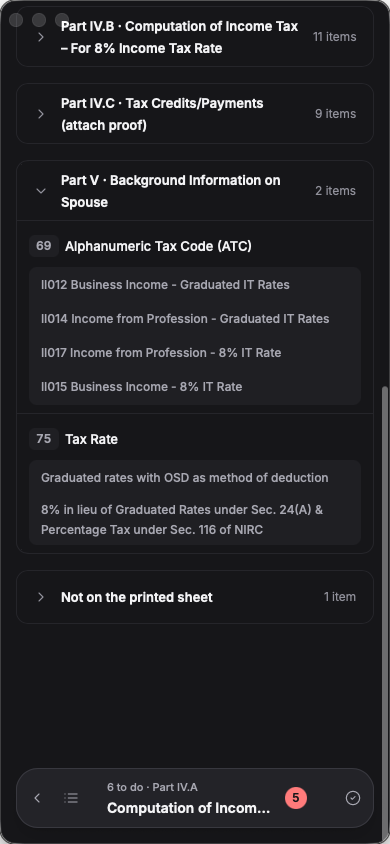 Part IV.B · Computation of Income Tax
– For 8% Income Tax Rate
11 items
Part IV.C · Tax Credits/Payments
(attach proof)
9 items
Part V · Background Information on
Spouse
2 items
69 Alphanumeric Tax Code (ATC)
II012 Business Income - Graduated IT Rates
II014 Income from Profession - Graduated IT Rates
II017 Income from Profession - 8% IT Rate
II015 Business Income - 8% IT Rate
75 Tax Rate
Graduated rates with OSD as method of deduction
8% in lieu of Graduated Rates under Sec. 24(A) &
Percentage Tax under Sec. 116 of NIRC
Not on the printed sheet
1 item
6 to do · Part IV.A
Computation of Incom...
5